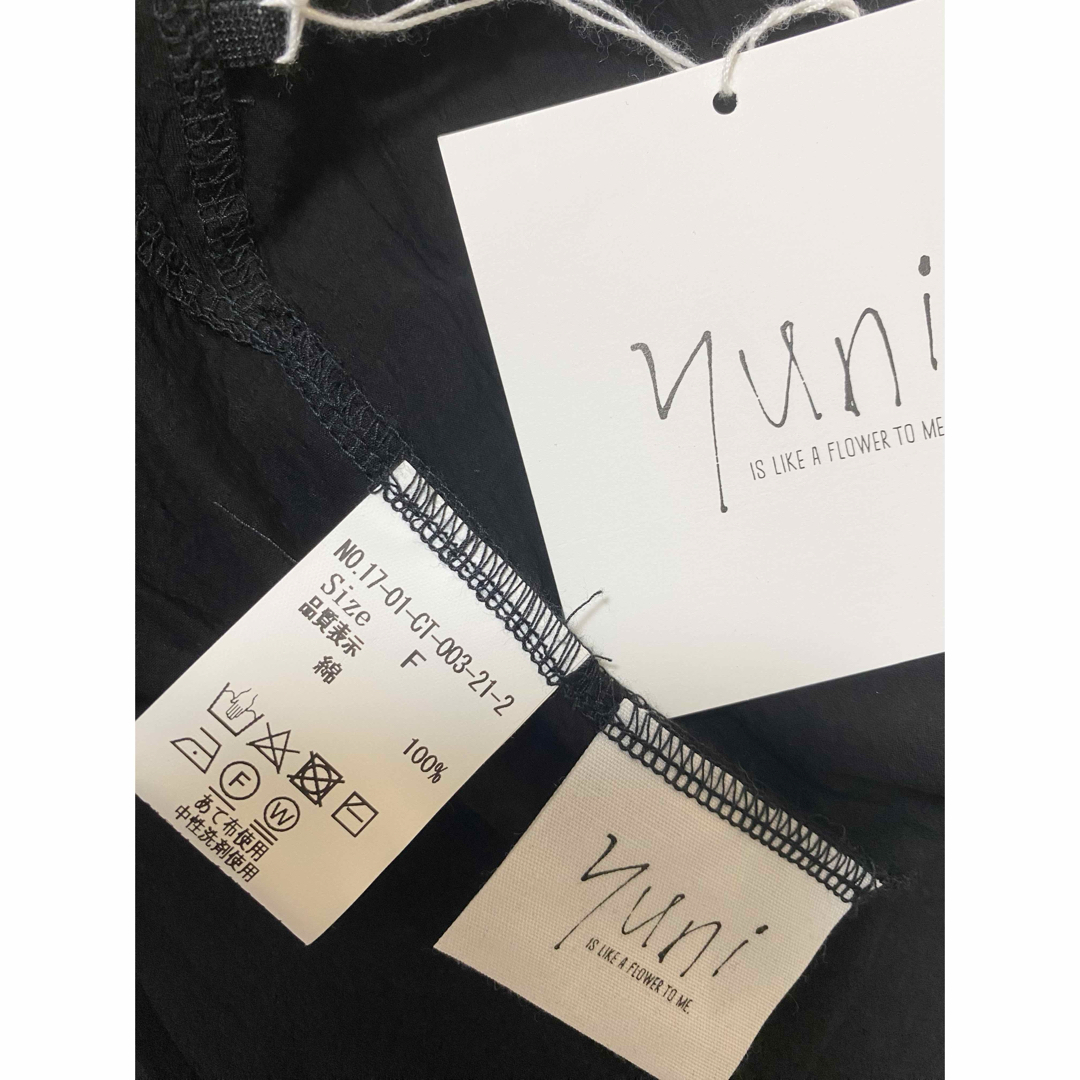 yuni
IS LIKE A FLOWER TO ME
NO.17-01-CT-003-21-2
Size F
品質表示
綿 100%
F
W
あて布使用
中性洗剤使用
yuni
IS LIKE A FLOWER TO ME.